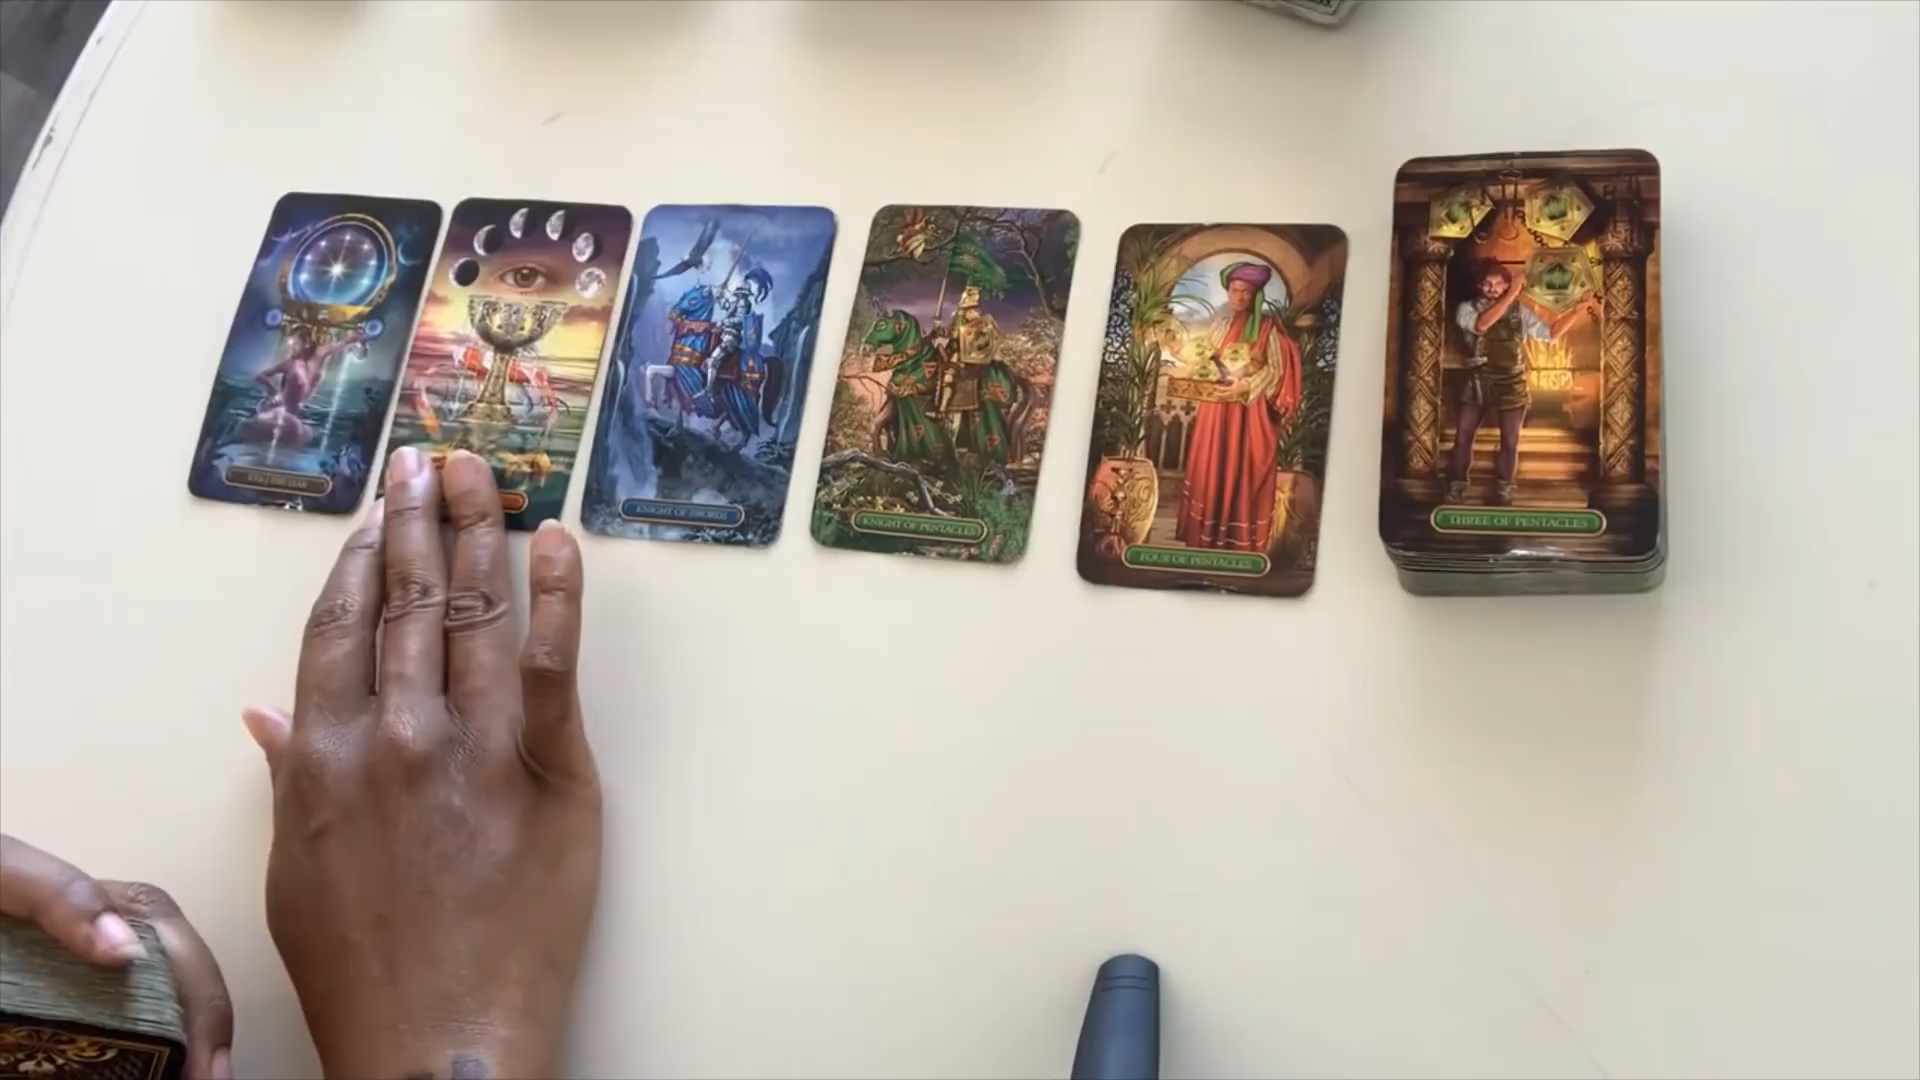 KNIGHT OF SWORDS
KNIGHT OF PENTACLES
FOUR OF PENTACLES
THREE OF PENTACLES